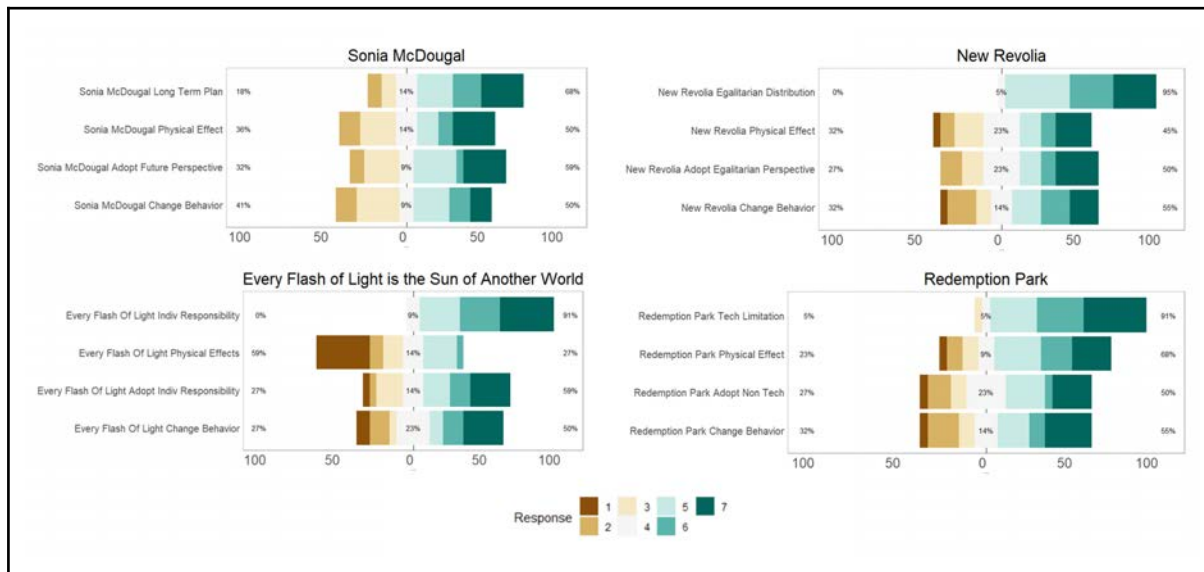 Sonia McDougal
Sonia McDougal Long Term Plan 18% 14% 68%
Sonia McDougal Physical Effect 36% 14% 50%
Sonia McDougal Adopt Future Perspective 32% 9% 59%
Sonia McDougal Change Behavior 41% 9% 50%
100 50 0 50 100
New Revolia
New Revolia Egalitarian Distribution 0% 5% 95%
New Revolia Physical Effect 32% 23% 45%
New Revolia Adopt Egalitarian Perspective 27% 23% 50%
New Revolia Change Behavior 32% 14% 55%
100 50 0 50 100
Every Flash of Light is the Sun of Another World
Every Flash Of Light Indiv Responsibility 0% 9% 91%
Every Flash Of Light Physical Effects 59% 14% 27%
Every Flash Of Light Adopt Indiv Responsibility 27% 14% 59%
Every Flash Of Light Change Behavior 27% 23% 50%
100 50 0 50 100
Redemption Park
Redemption Park Tech Limitation 5% 5% 91%
Redemption Park Physical Effect 23% 9% 68%
Redemption Park Adopt Non Tech 27% 23% 50%
Redemption Park Change Behavior 32% 14% 55%
100 50 0 50 100
Response
1 3 5 7
2 4 6